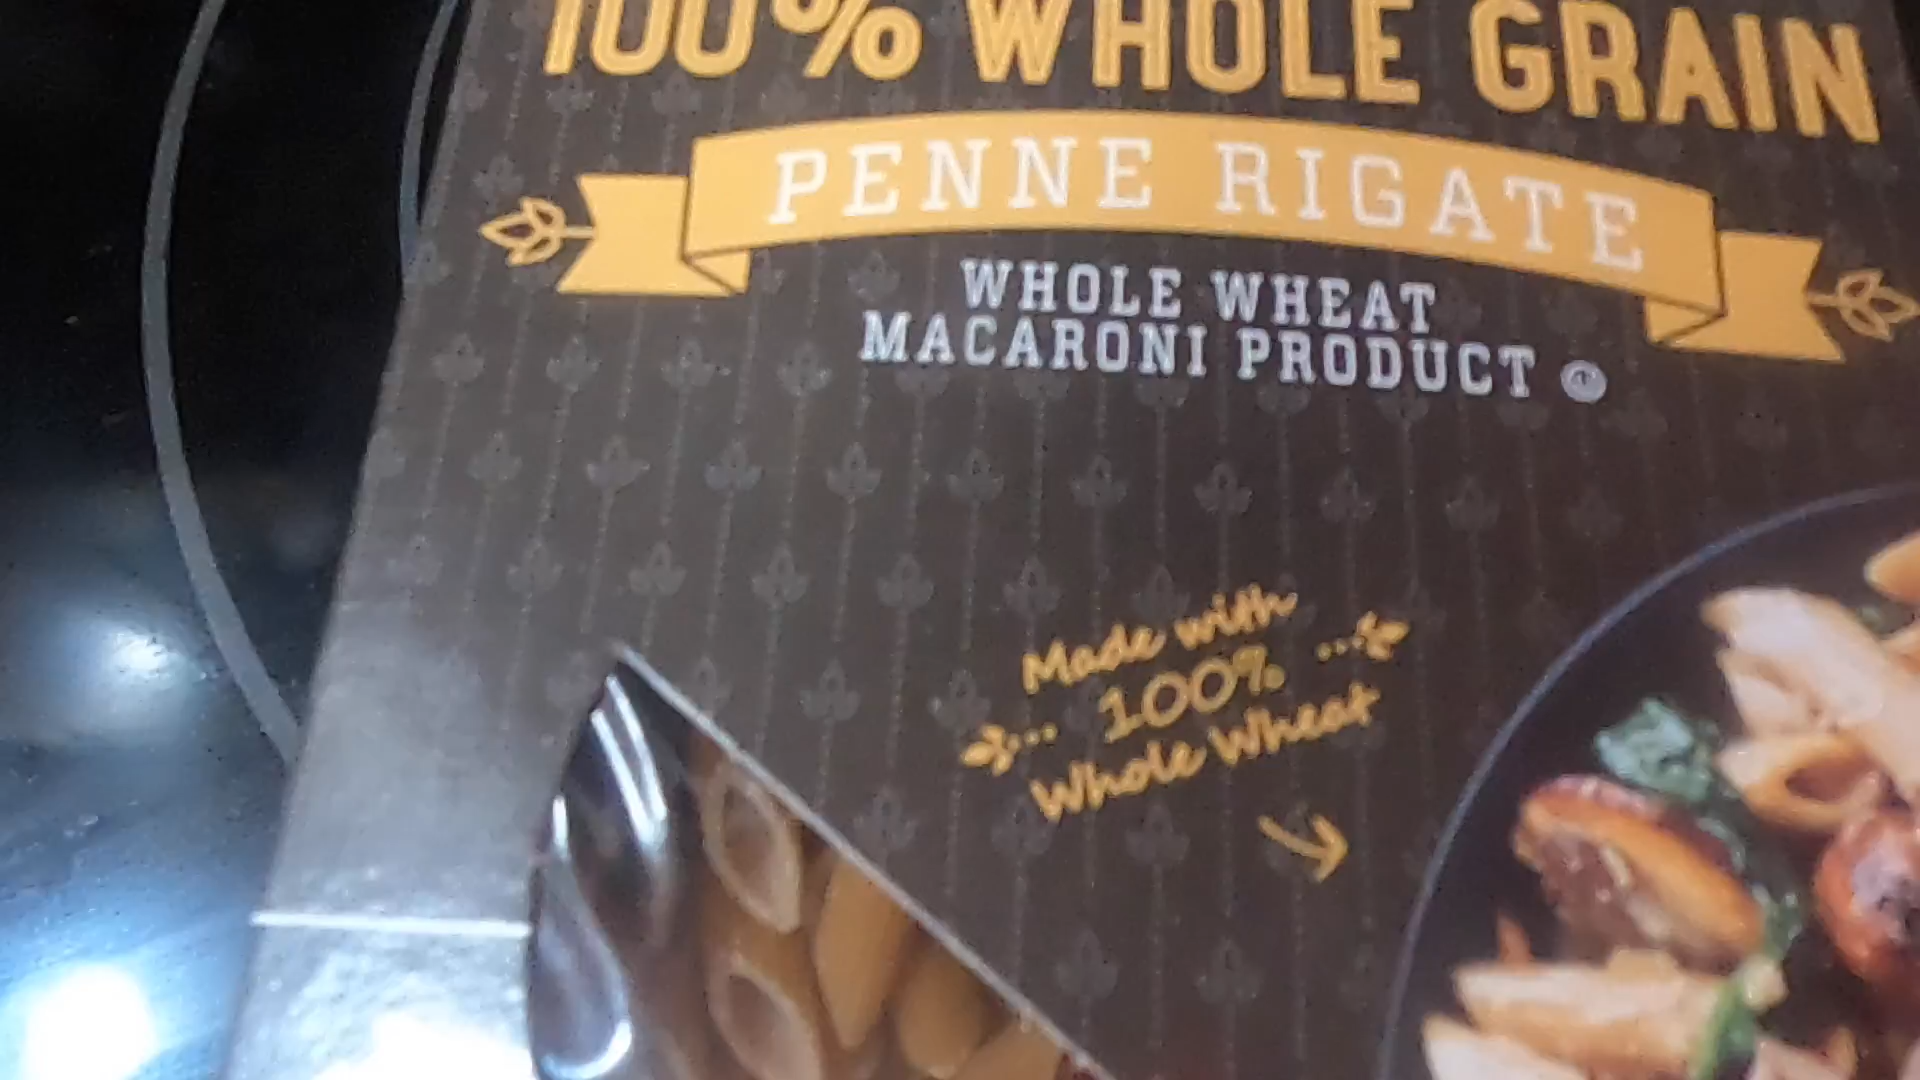 100% WHOLE GRAIN
PENNE RIGATE
WHOLE WHEAT
MACARONI PRODUCT
Made with
100%
Whole Wheat